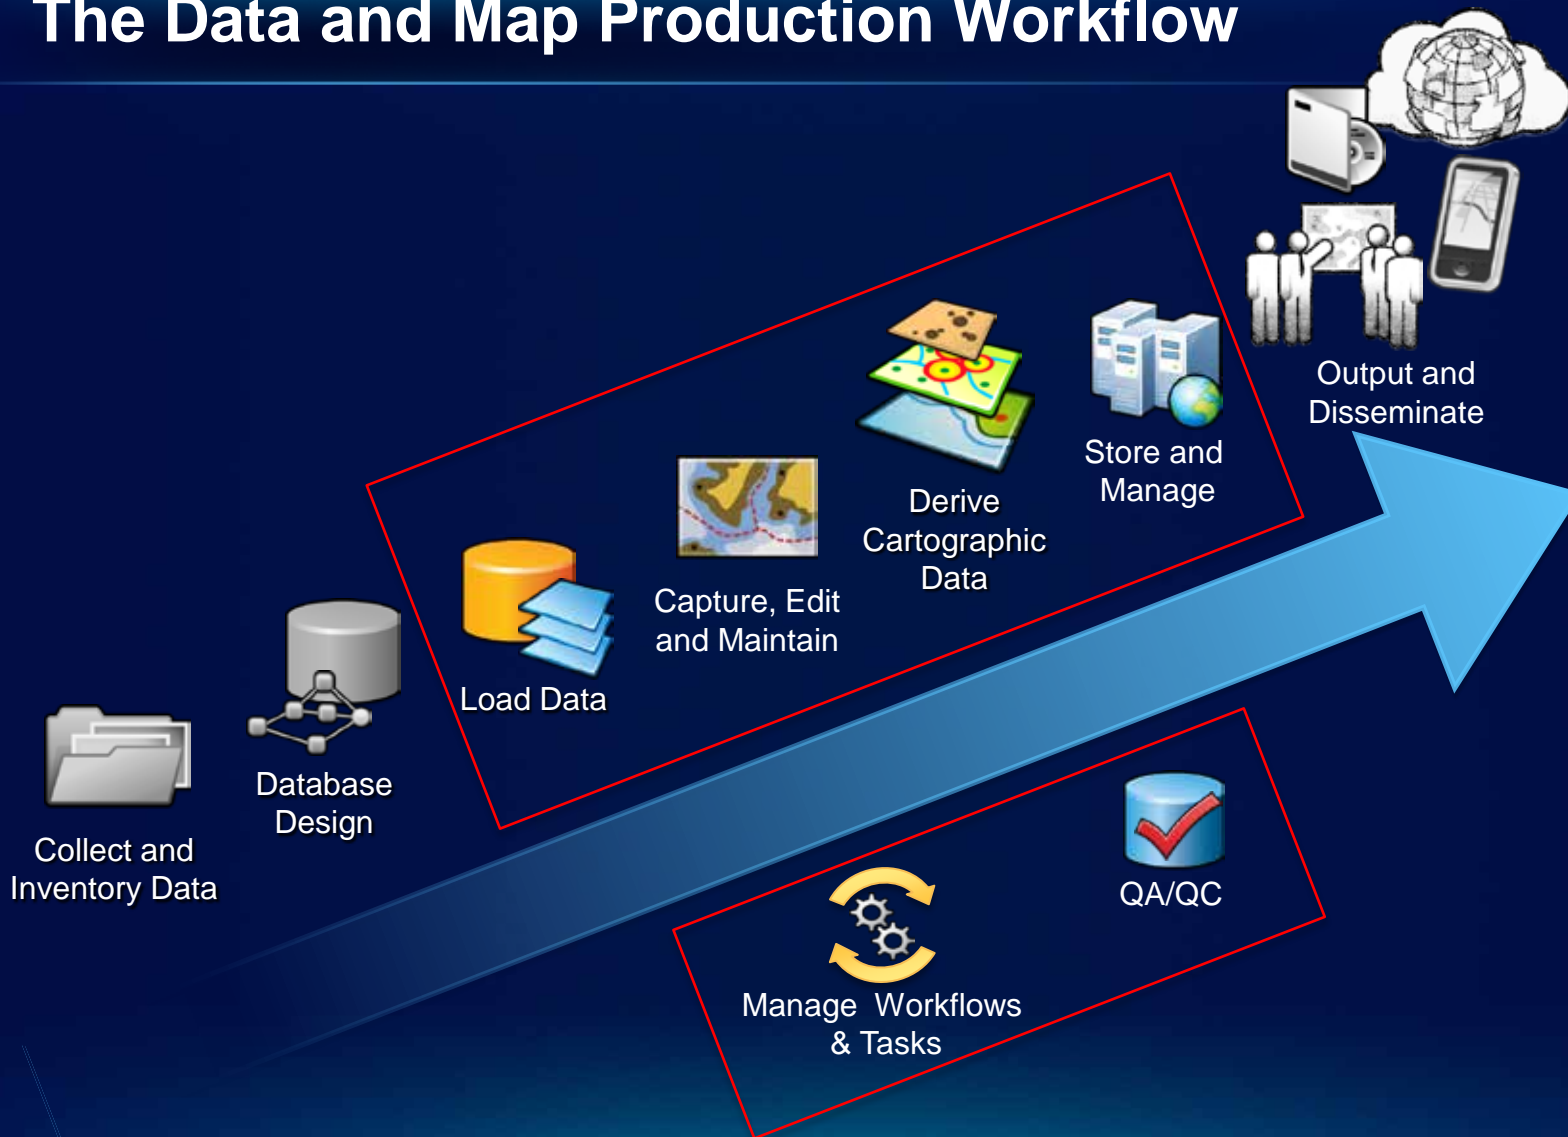 The Data and Map Production Workflow
Collect and
Inventory Data
Database
Design
Load Data
Capture, Edit
and Maintain
Derive
Cartographic
Data
Store and
Manage
Output and
Disseminate
Manage  Workflows
& Tasks
QA/QC